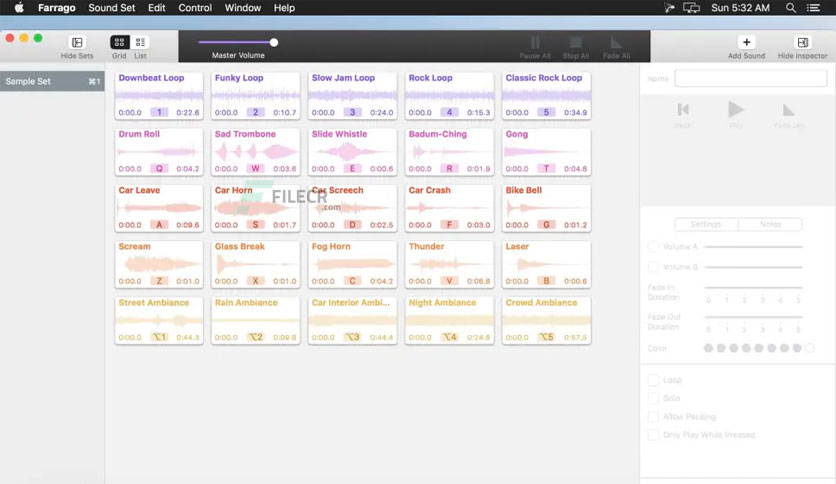 Farrago Sound Set Edit Control Window Help Sun 5:32 AM
Hide Sets Grid List Master Volume Pause All Stop All Fade All Add Sound Hide Inspector
Sample Set ⌘1
Name
Downbeat Loop Funky Loop Slow Jam Loop Rock Loop Classic Rock Loop
0:00.0 1 0:22.6 0:00.0 2 0:10.7 0:00.0 3 0:24.0 0:00.0 4 0:15.3 0:00.0 5 0:34.9
Play
Drum Roll Sad Trombone Slide Whistle Badum-Ching Gong
0:00.0 Q 0:04.2 0:00.0 W 0:03.6 0:00.0 E 0:00.6 0:00.0 R 0:01.9 0:00.0 T 0:04.8
Car Leave Car Horn Car Screech Car Crash Bike Bell
FILECR
.com
0:00.0 A 0:09.6 0:00.0 S 0:01.7 0:00.0 D 0:02.5 0:00.0 F 0:03.0 0:00.0 G 0:01.2
Settings Notes
Scream Glass Break Fog Horn Thunder Laser
Volume A
Volume B
0:00.0 Z 0:01.0 0:00.0 X 0:01.0 0:00.0 C 0:04.2 0:00.0 V 0:06.8 0:00.0 B 0:00.6
Fade In
Duration 0 1 2 3 4 5
Street Ambiance Rain Ambiance Car Interior Ambi... Night Ambiance Crowd Ambiance
Fade Out
Duration 0 1 2 3 4 5
0:00.0 ⌥1 0:44.3 0:00.0 ⌥2 0:09.8 0:00.0 ⌥3 0:44.4 0:00.0 ⌥4 0:24.8 0:00.0 ⌥5 0:57.3
Color
Loop
Solo
Allow Pausing
Only Play While Pressed